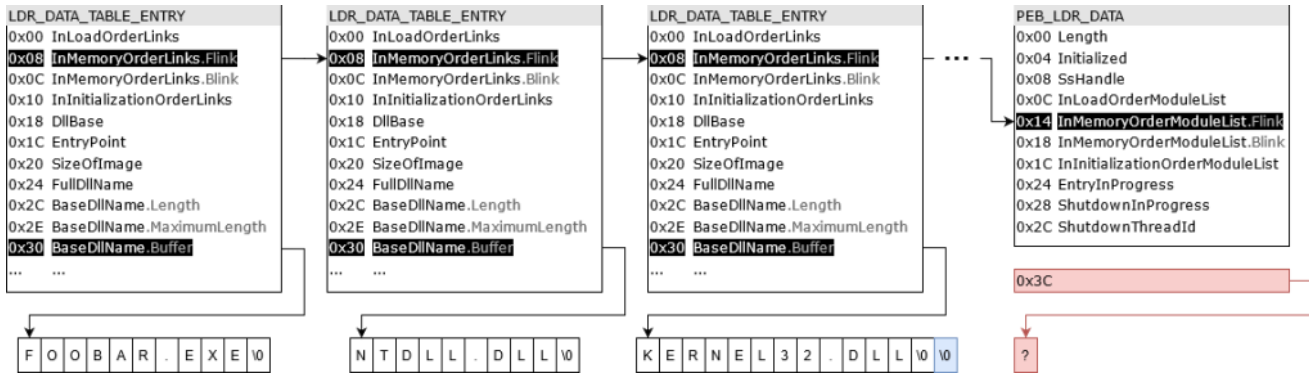 LDR_DATA_TABLE_ENTRY
0x00 InLoadOrderLinks
0x08 InMemoryOrderLinks.Flink
0x0C InMemoryOrderLinks.Blink
0x10 InInitializationOrderLinks
0x18 DllBase
0x1C EntryPoint
0x20 SizeOfImage
0x24 FullDllName
0x2C BaseDllName.Length
0x2E BaseDllName.MaximumLength
0x30 BaseDllName.Buffer
... ...
F O O B A R . E X E \0
LDR_DATA_TABLE_ENTRY
0x00 InLoadOrderLinks
0x08 InMemoryOrderLinks.Flink
0x0C InMemoryOrderLinks.Blink
0x10 InInitializationOrderLinks
0x18 DllBase
0x1C EntryPoint
0x20 SizeOfImage
0x24 FullDllName
0x2C BaseDllName.Length
0x2E BaseDllName.MaximumLength
0x30 BaseDllName.Buffer
... ...
N T D L L . D L L \0
LDR_DATA_TABLE_ENTRY
0x00 InLoadOrderLinks
0x08 InMemoryOrderLinks.Flink
0x0C InMemoryOrderLinks.Blink
0x10 InInitializationOrderLinks
0x18 DllBase
0x1C EntryPoint
0x20 SizeOfImage
0x24 FullDllName
0x2C BaseDllName.Length
0x2E BaseDllName.MaximumLength
0x30 BaseDllName.Buffer
... ...
K E R N E L 3 2 . D L L \0 \0
...
PEB_LDR_DATA
0x00 Length
0x04 Initialized
0x08 SsHandle
0x0C InLoadOrderModuleList
0x14 InMemoryOrderModuleList.Flink
0x18 InMemoryOrderModuleList.Blink
0x1C InInitializationOrderModuleList
0x24 EntryInProgress
0x28 ShutdownInProgress
0x2C ShutdownThreadId
0x3C
?